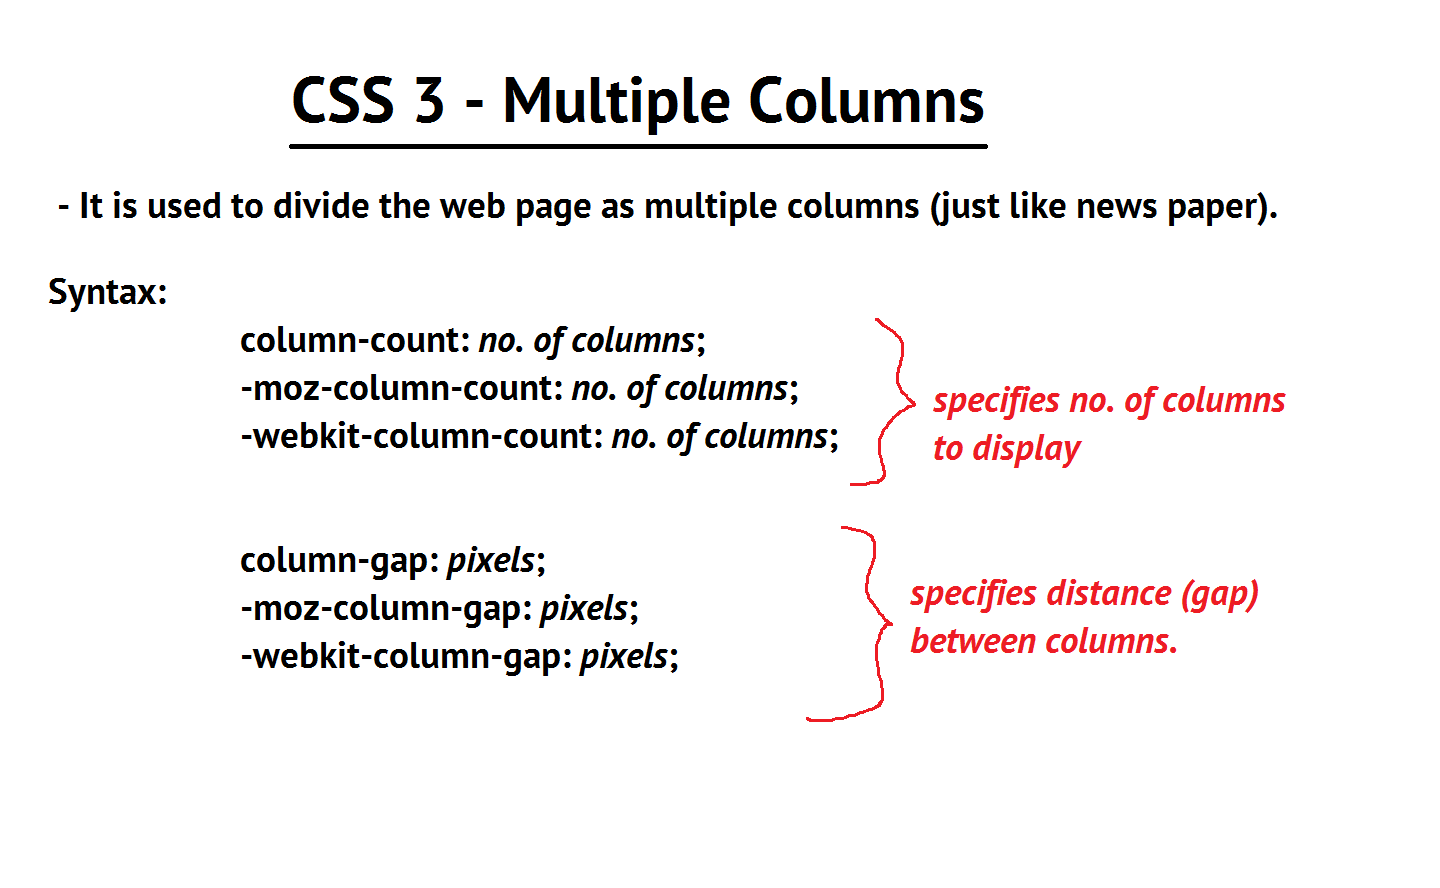 CSS 3 - Multiple Columns
- It is used to divide the web page as multiple columns (just like news paper).
Syntax:
column-count: no. of columns;
-moz-column-count: no. of columns;
-webkit-column-count: no. of columns;
specifies no. of columns
to display
column-gap: pixels;
-moz-column-gap: pixels;
-webkit-column-gap: pixels;
specifies distance (gap)
between columns.